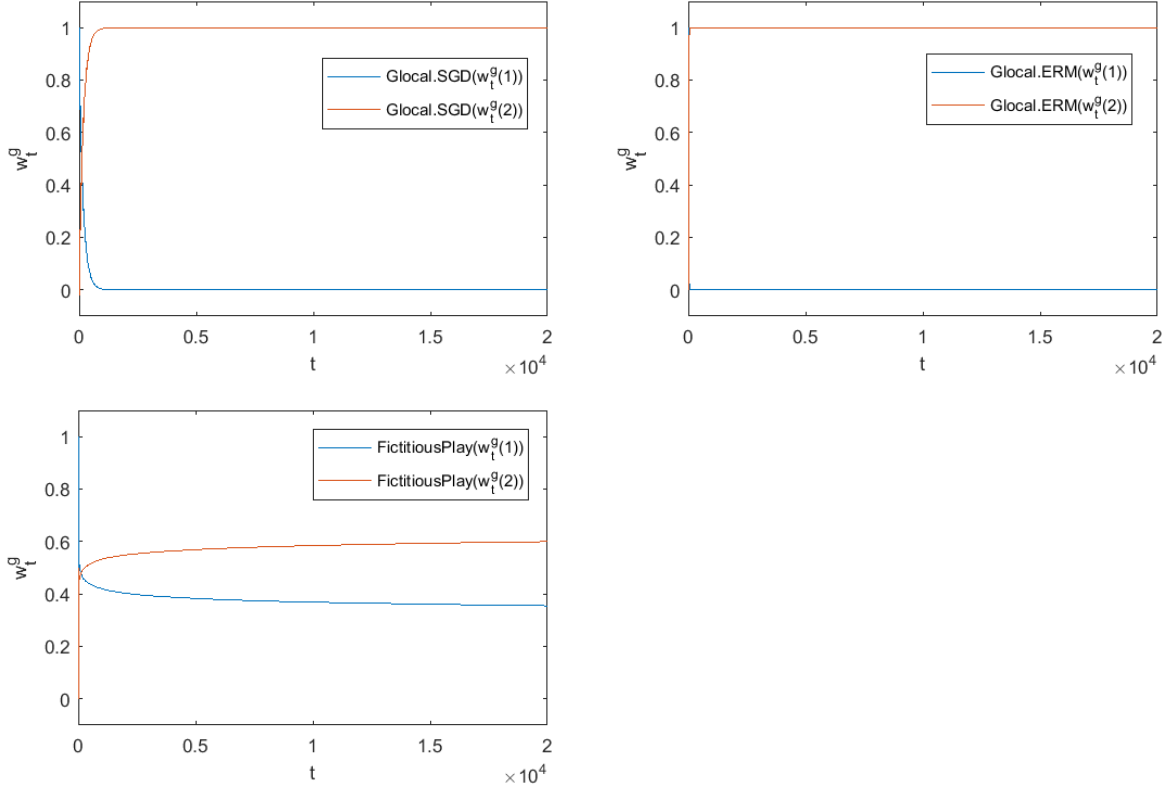 1
0.8
0.6
0.4
0.2
0
w_t^g
Glocal.SGD(w_t^g(1))
Glocal.SGD(w_t^g(2))
0 0.5 1 1.5 2
t
×10^4
1
0.8
0.6
0.4
0.2
0
w_t^g
Glocal.ERM(w_t^g(1))
Glocal.ERM(w_t^g(2))
0 0.5 1 1.5 2
t
×10^4
1
0.8
0.6
0.4
0.2
0
w_t^g
FictitiousPlay(w_t^g(1))
FictitiousPlay(w_t^g(2))
0 0.5 1 1.5 2
t
×10^4